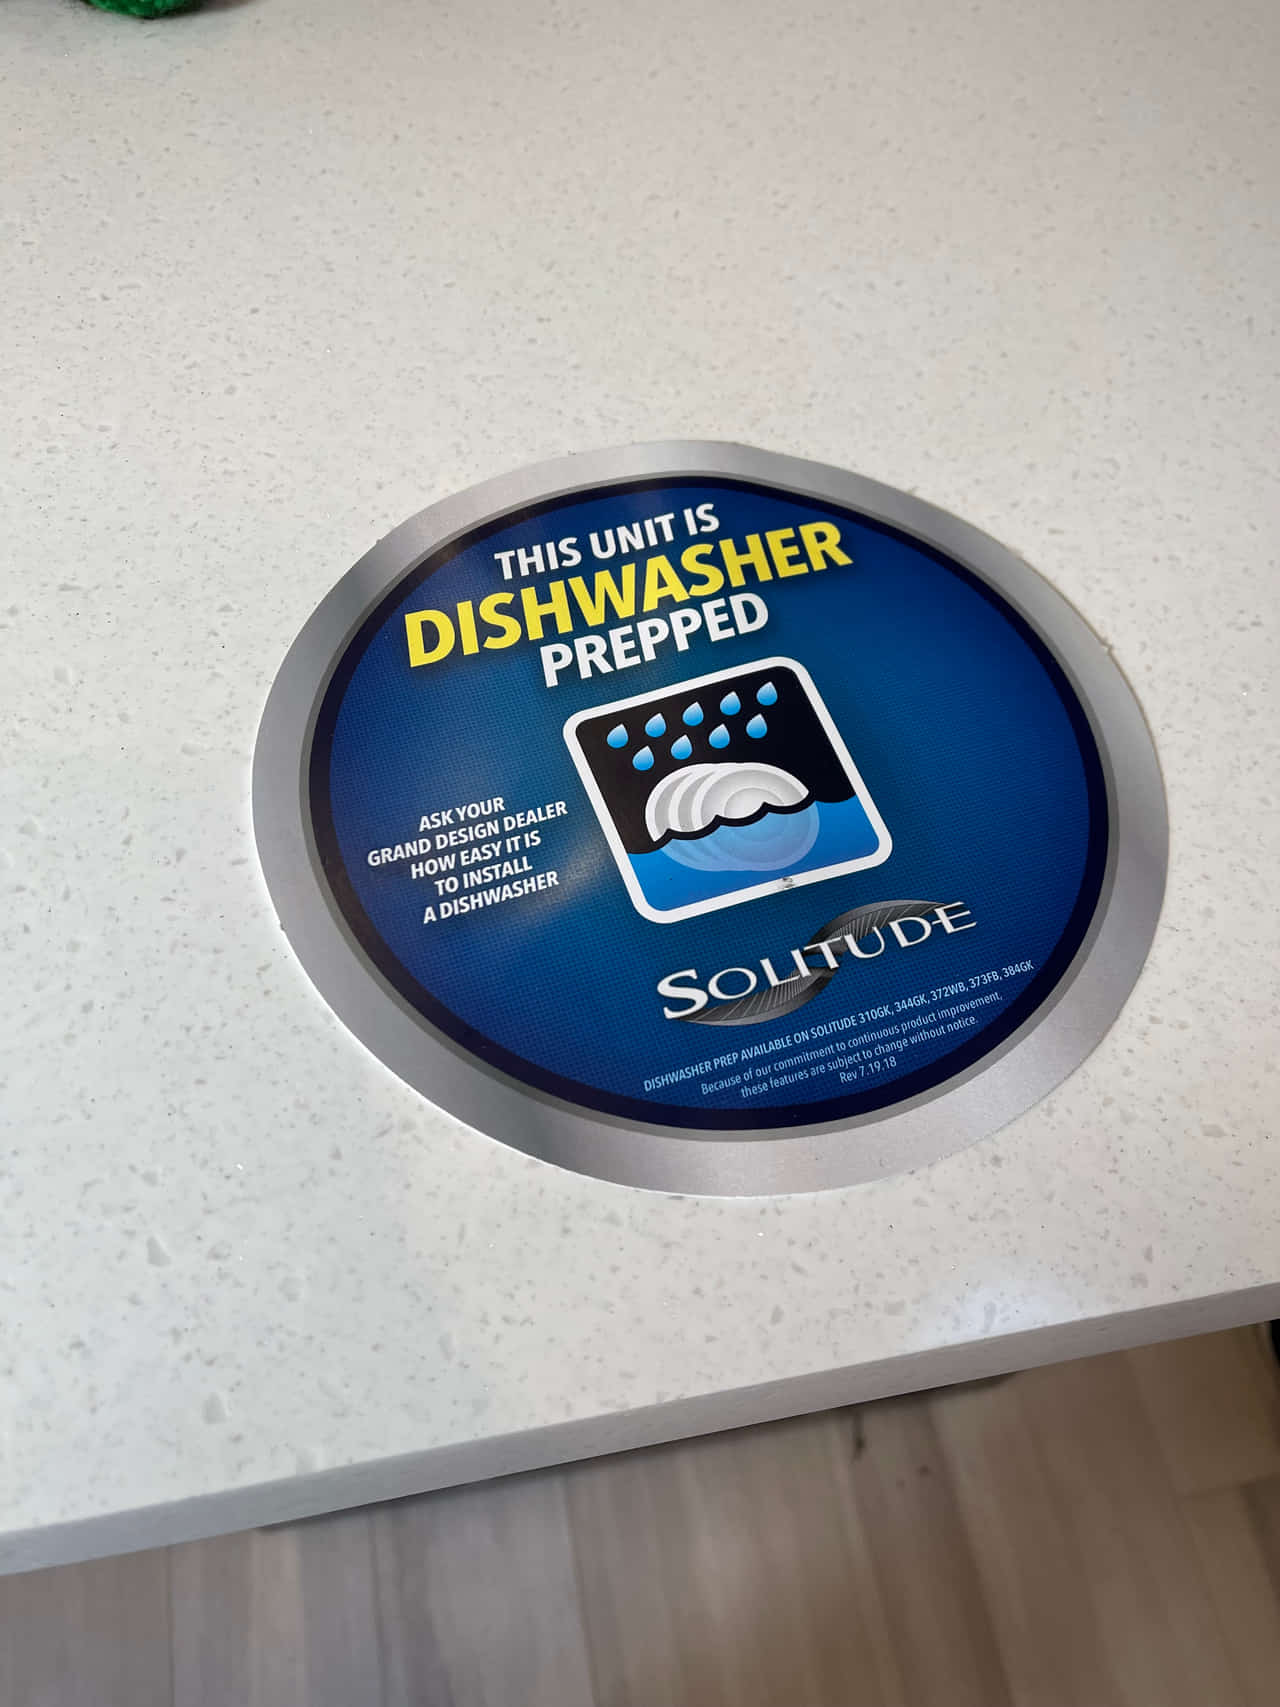 THIS UNIT IS
DISHWASHER
PREPPED
ASK YOUR
GRAND DESIGN DEALER
HOW EASY IT IS
TO INSTALL
A DISHWASHER
SOLITUDE
DISHWASHER PREP AVAILABLE ON SOLITUDE 310GK, 344GK, 372WB, 373FB, 384GK
Because of our commitment to continuous product improvement,
these features are subject to change without notice.
Rev 7.19.18